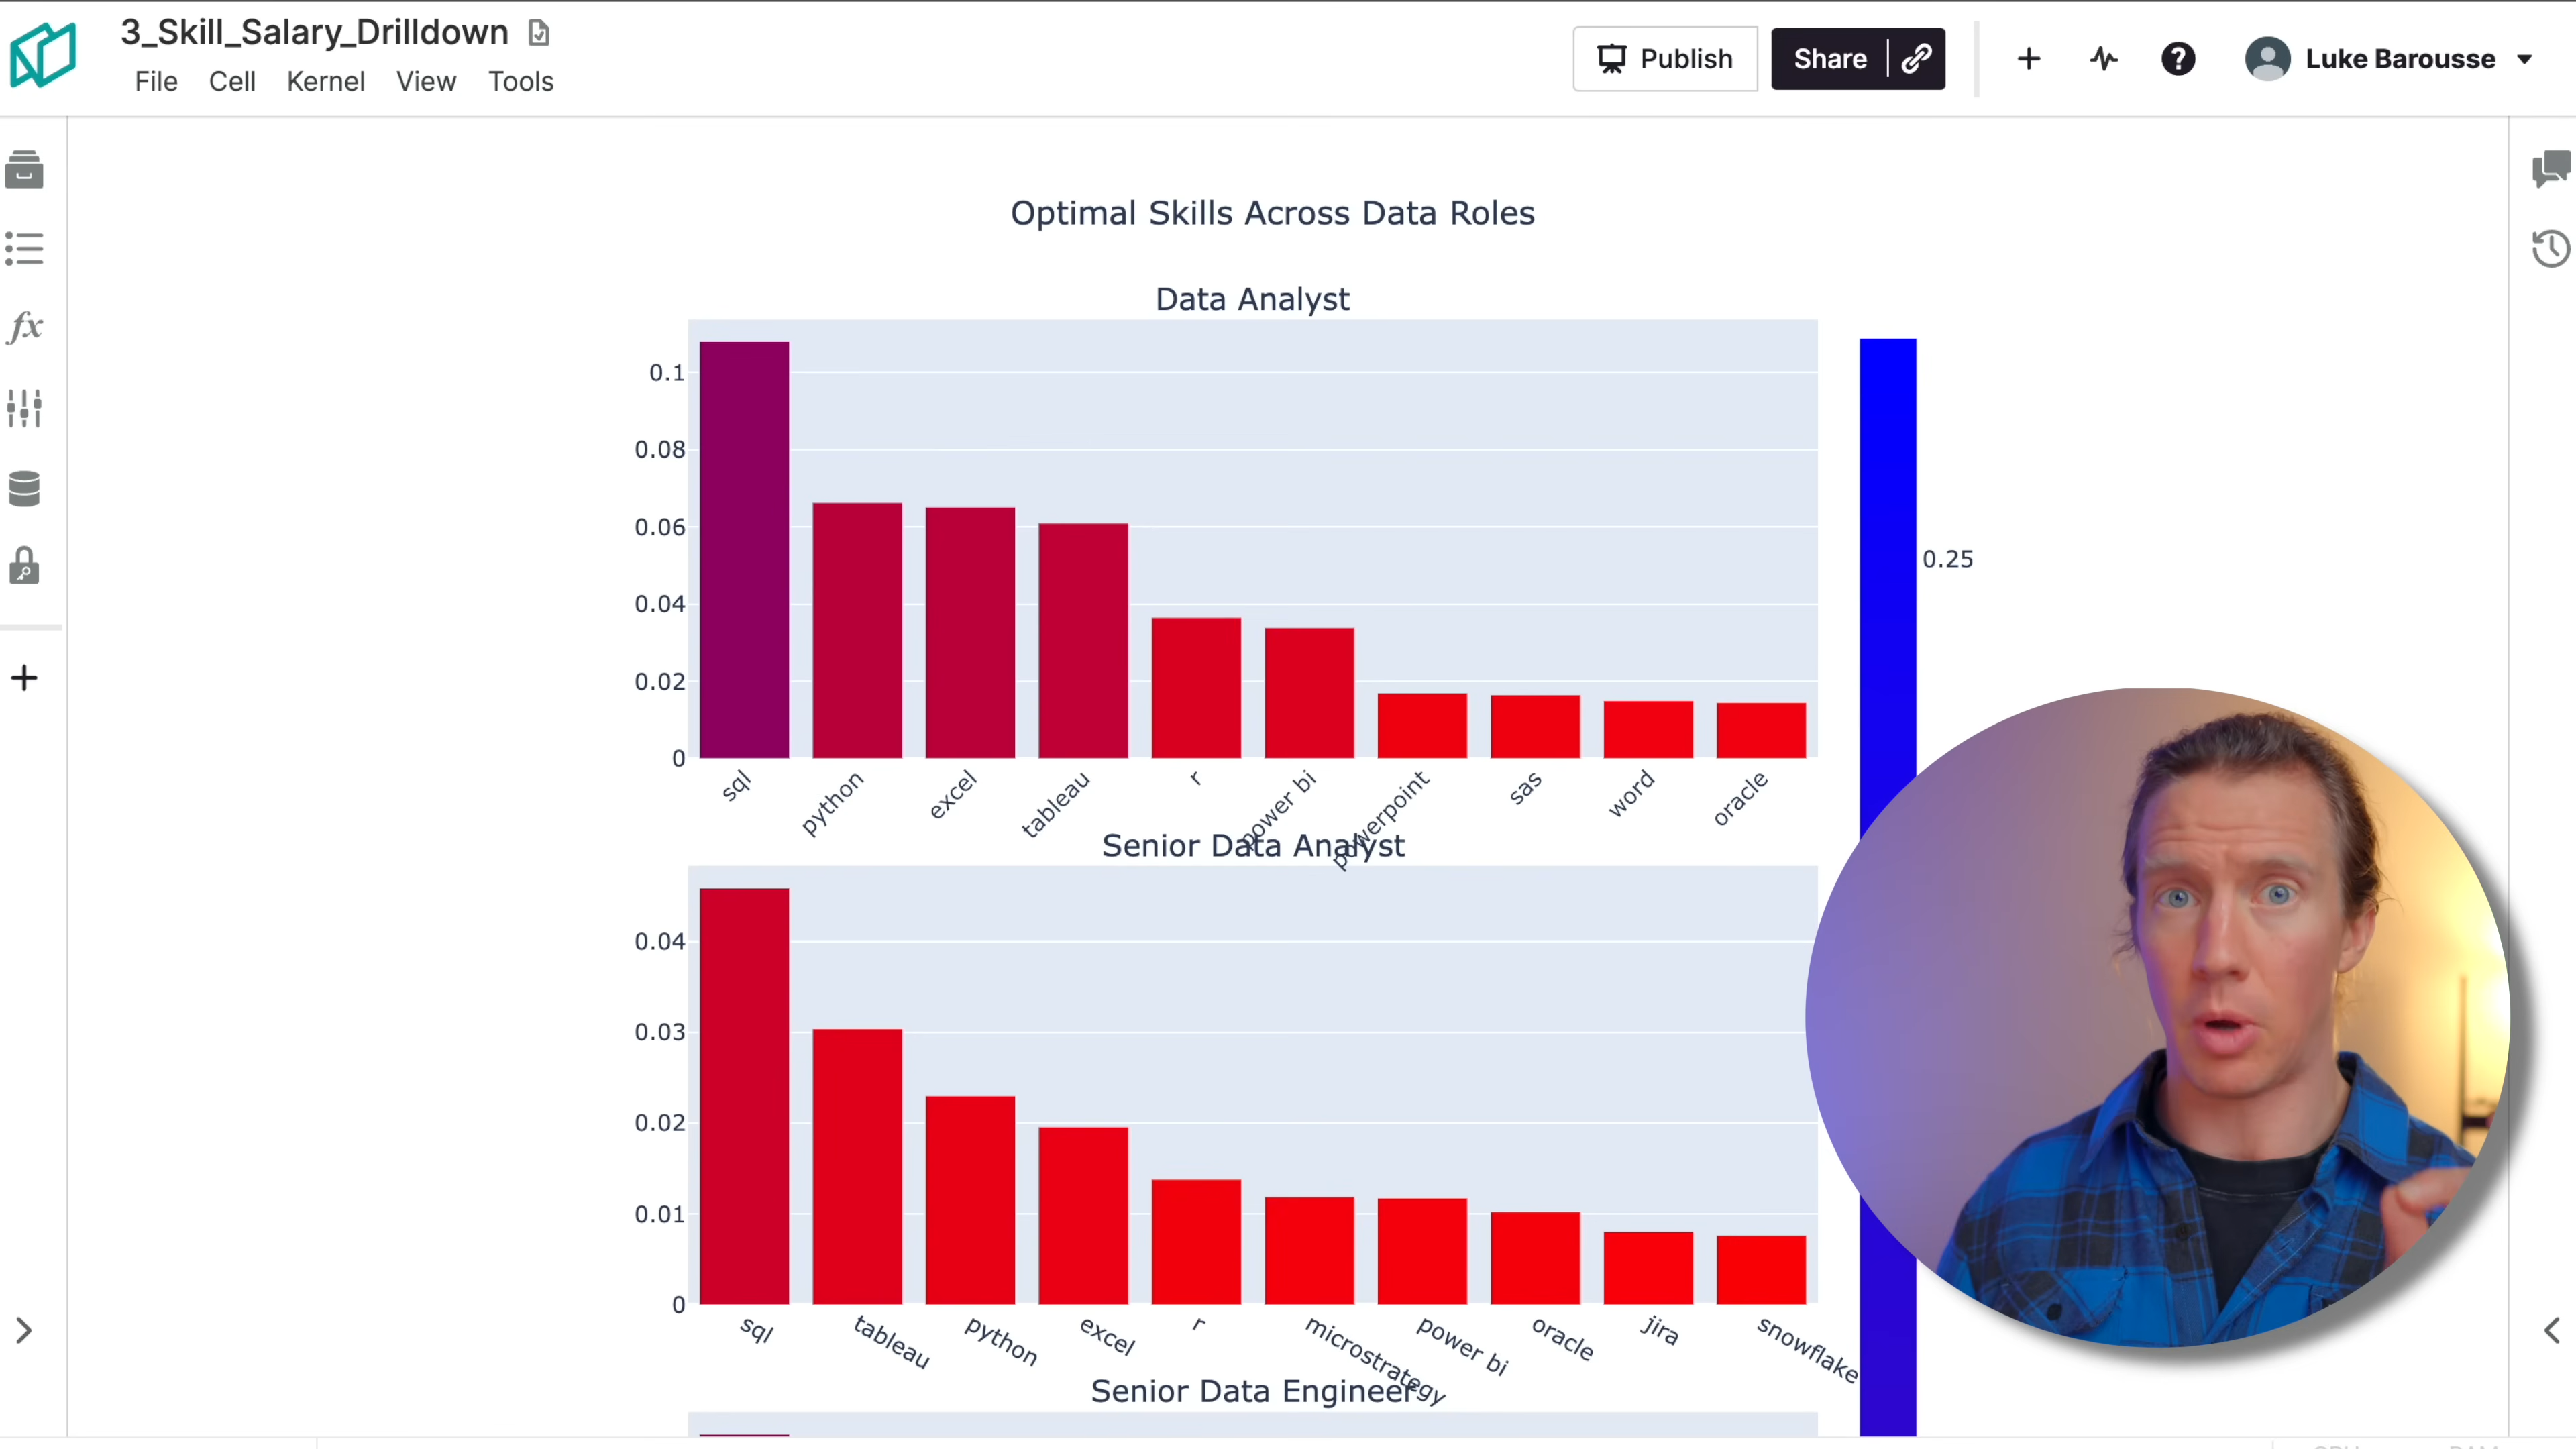 3_Skill_Salary_Drilldown
File Cell Kernel View Tools
Publish
Share
Luke Barousse
Optimal Skills Across Data Roles
Data Analyst
0.1
0.08
0.06
0.04
0.02
0
sql python excel tableau r power bi powerpoint sas word oracle
0.25
Senior Data Analyst
0.04
0.03
0.02
0.01
0
sql tableau python excel r microstrategy power bi oracle jira snowflake
Senior Data Engineer